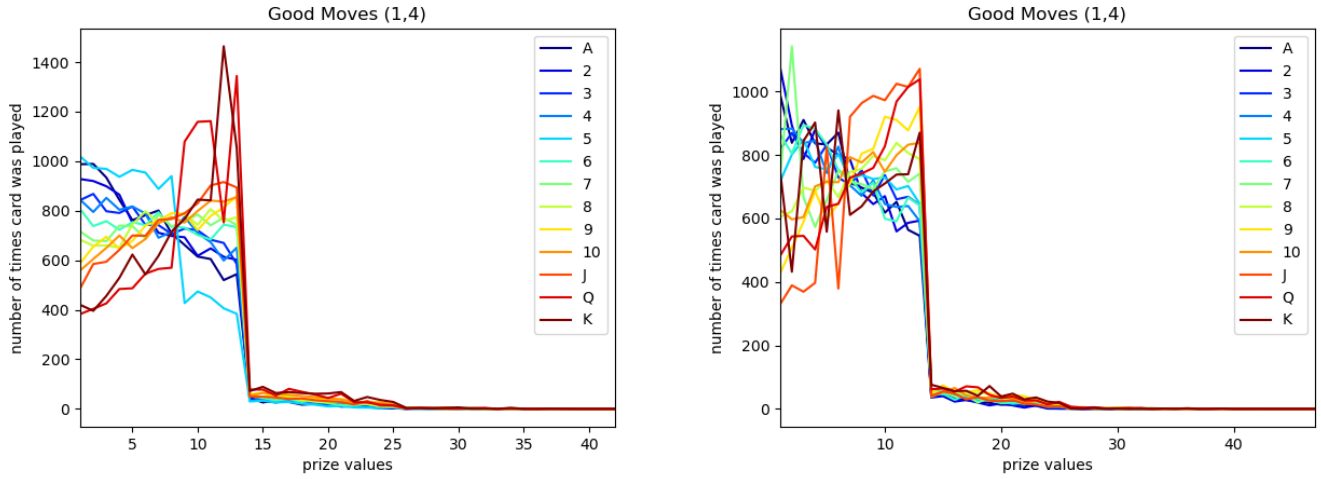 Good Moves (1,4)
number of times card was played
1400
1200
1000
800
600
400
200
0
5 10 15 20 25 30 35 40
prize values
A
2
3
4
5
6
7
8
9
10
J
Q
K
Good Moves (1,4)
number of times card was played
1000
800
600
400
200
0
10 20 30 40
prize values
A
2
3
4
5
6
7
8
9
10
J
Q
K